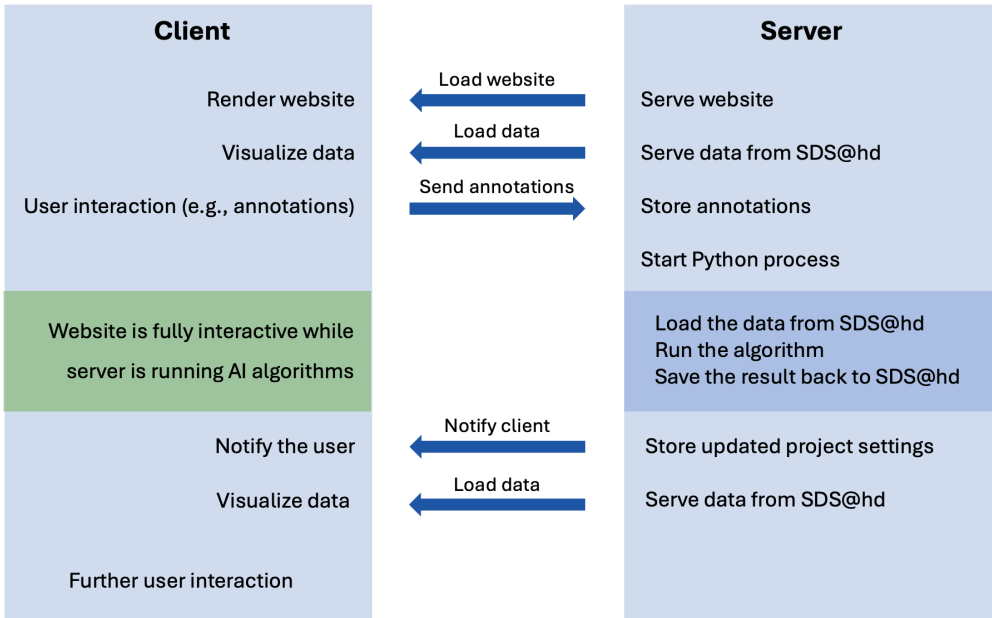 Client
Server
Load website
Render website
Serve website
Load data
Visualize data
Serve data from SDS@hd
Send annotations
User interaction (e.g., annotations)
Store annotations
Start Python process
Website is fully interactive while
server is running AI algorithms
Load the data from SDS@hd
Run the algorithm
Save the result back to SDS@hd
Notify client
Notify the user
Store updated project settings
Load data
Visualize data
Serve data from SDS@hd
Further user interaction